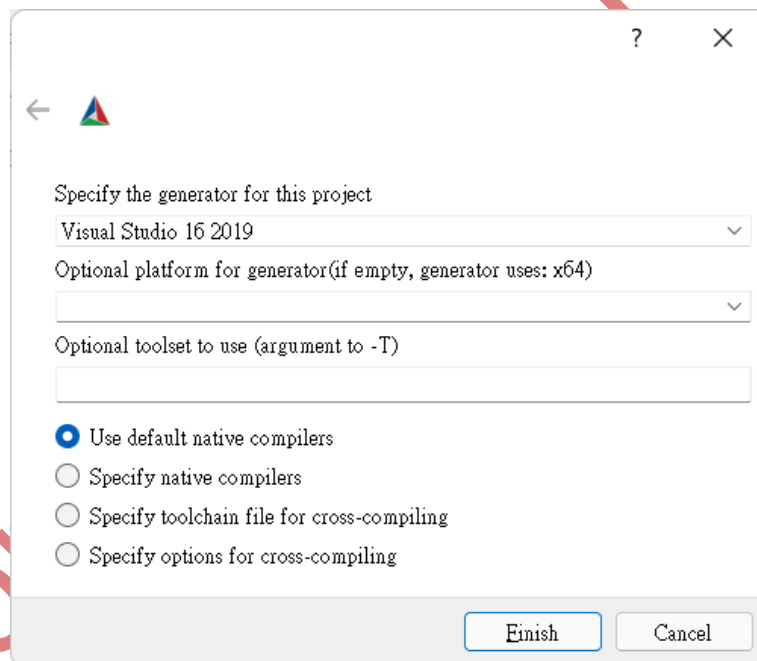 ?
Specify the generator for this project
Visual Studio 16 2019
Optional platform for generator(if empty, generator uses: x64)
Optional toolset to use (argument to -T)
Use default native compilers
Specify native compilers
Specify toolchain file for cross-compiling
Specify options for cross-compiling
Finish Cancel